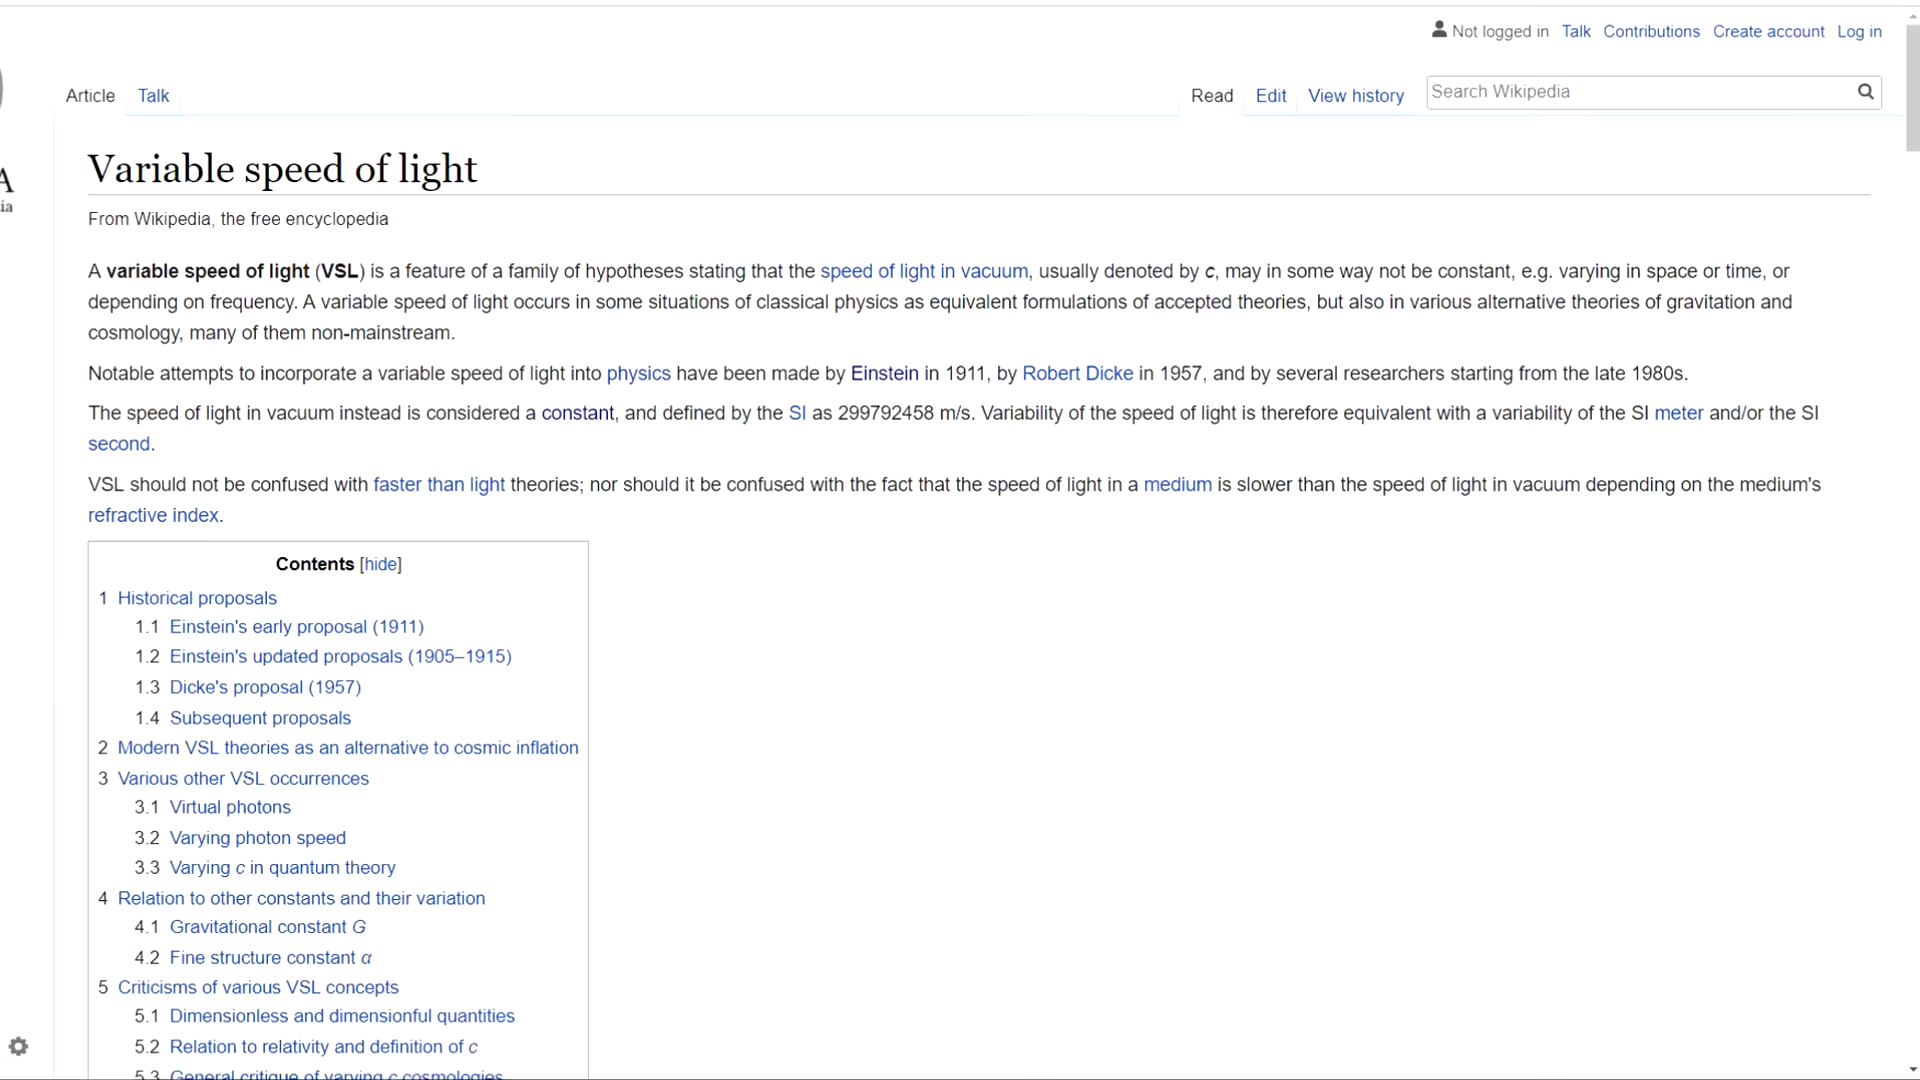 Not logged in Talk Contributions Create account Log in
Article Talk Read Edit View history Search Wikipedia
A
ia
Variable speed of light
From Wikipedia, the free encyclopedia
A variable speed of light (VSL) is a feature of a family of hypotheses stating that the speed of light in vacuum, usually denoted by c, may in some way not be constant, e.g. varying in space or time, or
depending on frequency. A variable speed of light occurs in some situations of classical physics as equivalent formulations of accepted theories, but also in various alternative theories of gravitation and
cosmology, many of them non-mainstream.
Notable attempts to incorporate a variable speed of light into physics have been made by Einstein in 1911, by Robert Dicke in 1957, and by several researchers starting from the late 1980s.
The speed of light in vacuum instead is considered a constant, and defined by the SI as 299792458 m/s. Variability of the speed of light is therefore equivalent with a variability of the SI meter and/or the SI
second.
VSL should not be confused with faster than light theories; nor should it be confused with the fact that the speed of light in a medium is slower than the speed of light in vacuum depending on the medium's
refractive index.
Contents [hide]
1 Historical proposals
1.1 Einstein's early proposal (1911)
1.2 Einstein's updated proposals (1905–1915)
1.3 Dicke's proposal (1957)
1.4 Subsequent proposals
2 Modern VSL theories as an alternative to cosmic inflation
3 Various other VSL occurrences
3.1 Virtual photons
3.2 Varying photon speed
3.3 Varying c in quantum theory
4 Relation to other constants and their variation
4.1 Gravitational constant G
4.2 Fine structure constant α
5 Criticisms of various VSL concepts
5.1 Dimensionless and dimensionful quantities
5.2 Relation to relativity and definition of c
5.3 General critique of varying c cosmologies